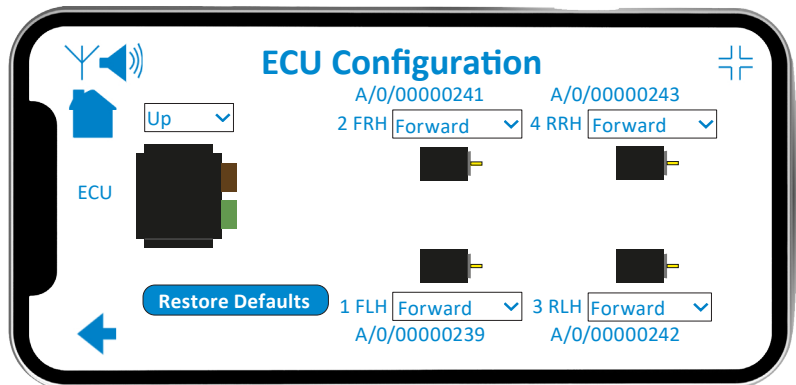 ECU Configuration
A/0/00000241 A/0/00000243
Up
2 FRH Forward 4 RRH Forward
ECU
Restore Defaults
1 FLH Forward 3 RLH Forward
A/0/00000239 A/0/00000242